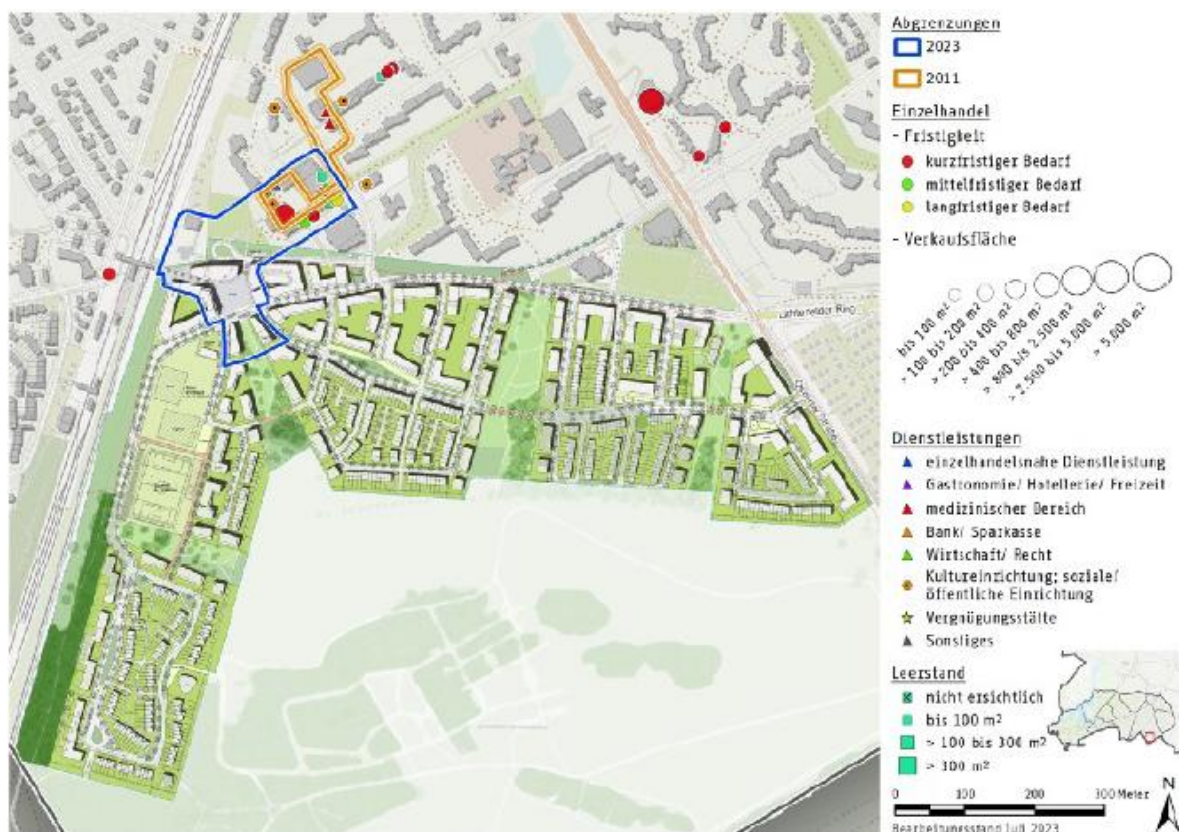 Abgrenzungen
2023
2011
Einzelhandel
- Fristigkeit
kurzfristiger Bedarf
mittelfristiger Bedarf
langfristiger Bedarf
- Verkaufsfläche
bis 100 m²
> 100 bis 200 m²
> 200 bis 400 m²
> 400 bis 800 m²
> 800 bis 2.500 m²
> 2.500 bis 5.000 m²
> 5.000 m²
Lichterfelder Ring
Dienstleistungen
einzelhandelsnahe Dienstleistung
Gastronomie/ Hotellerie/ Freizeit
medizinischer Bereich
Bank/ Sparkasse
Wirtschaft/ Recht
Kultureinrichtung; soziale/
öffentliche Einrichtung
Vergnügungsstätte
Sonstiges
Leerstand
nicht ersichtlich
bis 100 m²
> 100 bis 300 m²
> 300 m²
N
0 100 200 300 Meter
Bearbeitungsstand Juli 2023